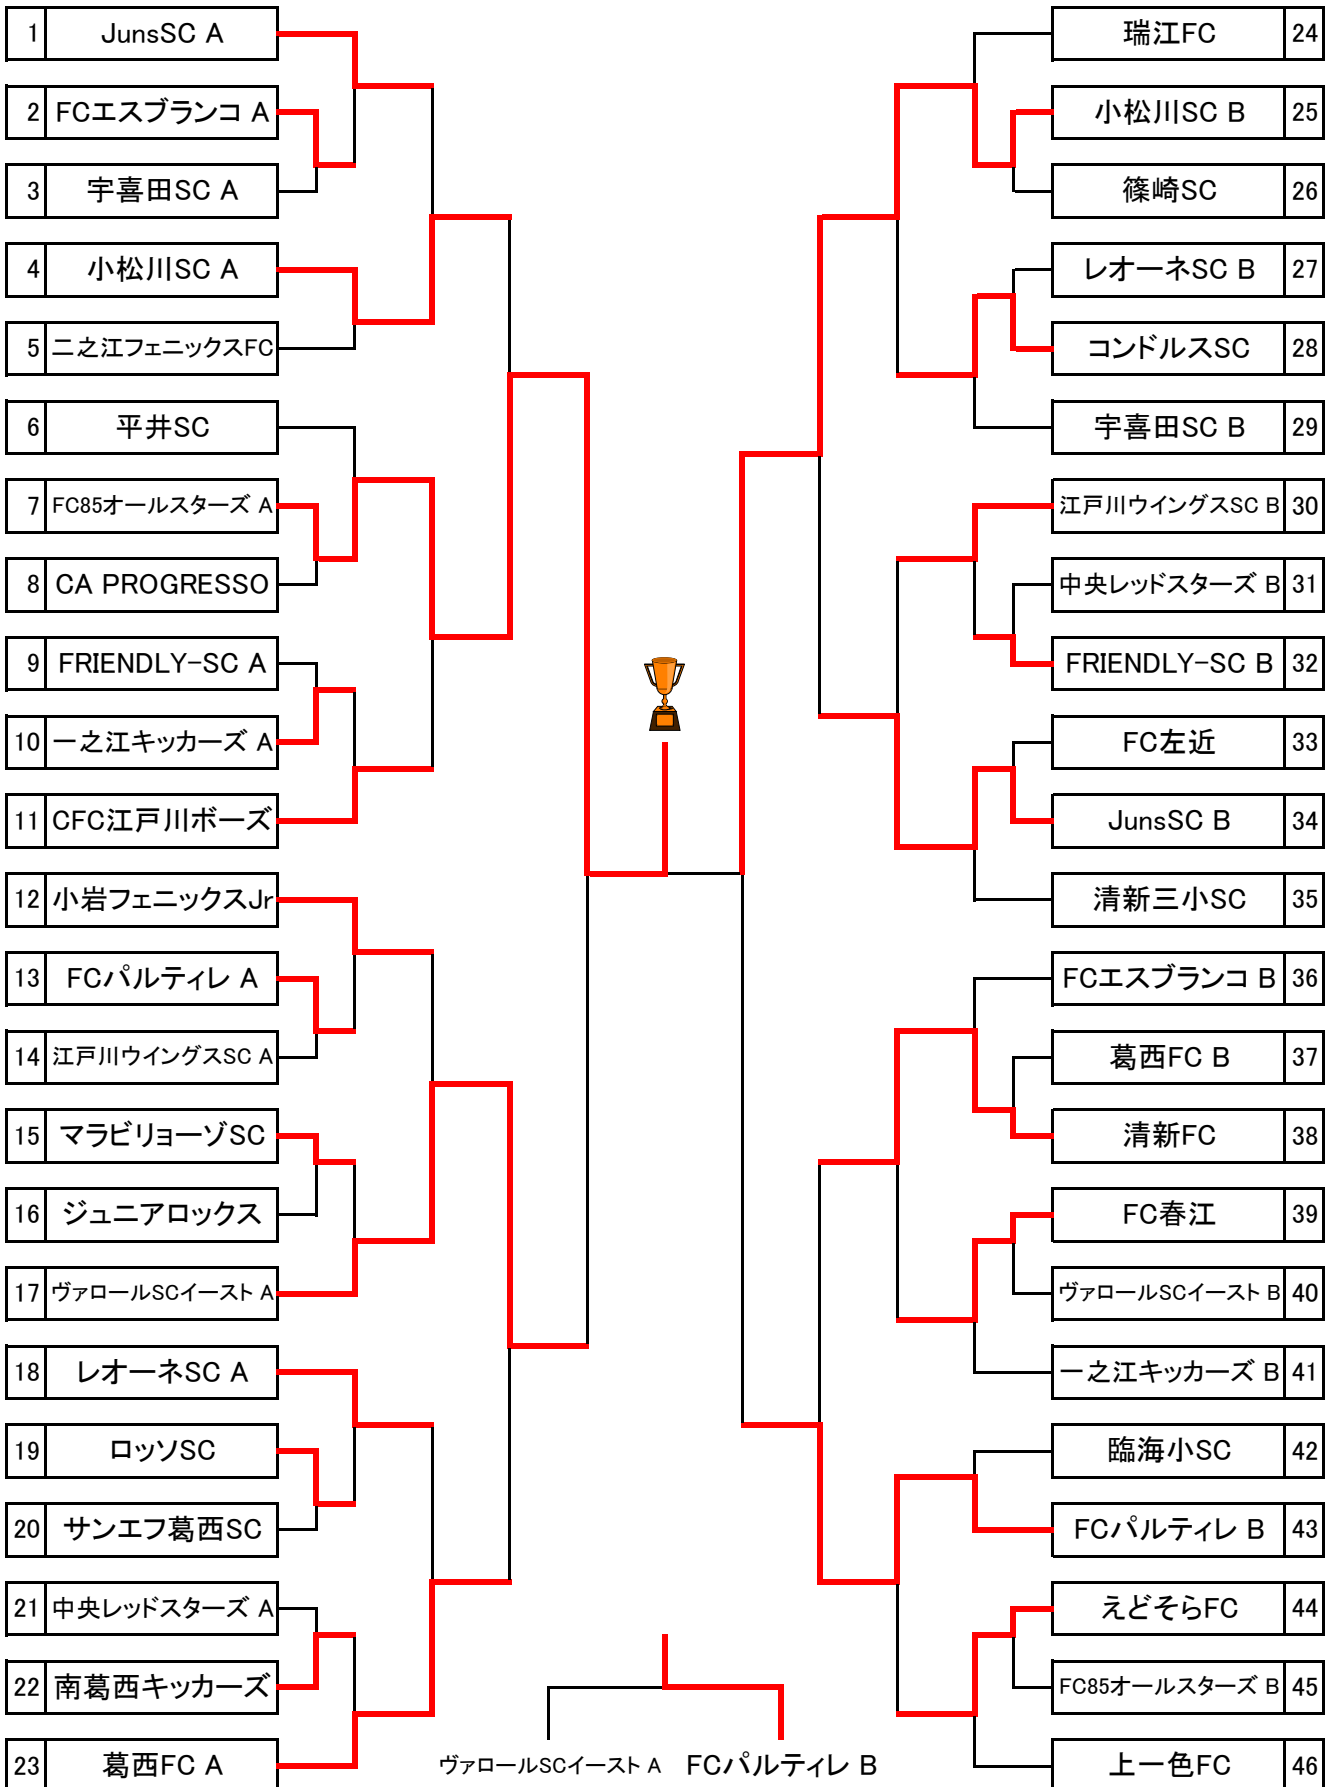 1 JunsSC A
2 FCエスブランコ A
3 宇喜田SC A
4 小松川SC A
5 二之江フェニックスFC
6 平井SC
7 FC85オールスターズ A
8 CA PROGRESSO
9 FRIENDLY-SC A
10 一之江キッカーズ A
11 CFC江戸川ボーズ
12 小岩フェニックスJr
13 FCパルティレ A
14 江戸川ウイングスSC A
15 マラビリョーゾSC
16 ジュニアロックス
17 ヴァロールSCイースト A
18 レオーネSC A
19 ロッソSC
20 サンエフ葛西SC
21 中央レッドスターズ A
22 南葛西キッカーズ
23 葛西FC A
瑞江FC 24
小松川SC B 25
篠崎SC 26
レオーネSC B 27
コンドルスSC 28
宇喜田SC B 29
江戸川ウイングスSC B 30
中央レッドスターズ B 31
FRIENDLY-SC B 32
FC左近 33
JunsSC B 34
清新三小SC 35
FCエスブランコ B 36
葛西FC B 37
清新FC 38
FC春江 39
ヴァロールSCイースト B 40
一之江キッカーズ B 41
臨海小SC 42
FCパルティレ B 43
えどそらFC 44
FC85オールスターズ B 45
上一色FC 46
ヴァロールSCイースト A FCパルティレ B